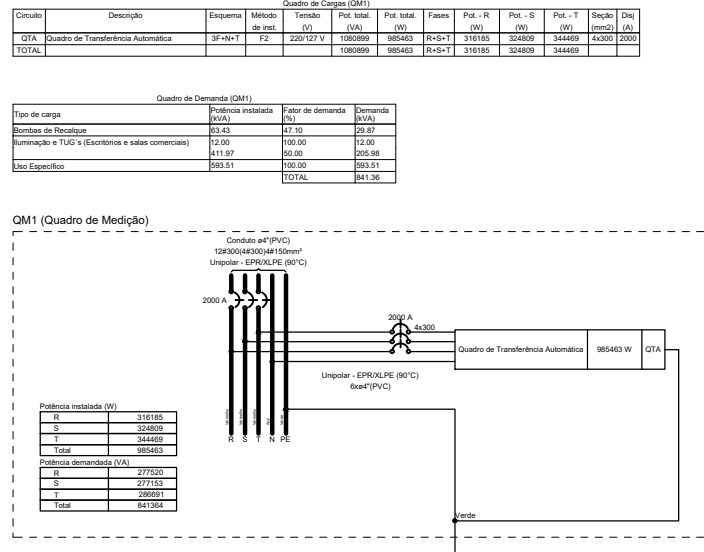 Quadro de Cargas (QM1)
Circuito Descrição Esquema Método de inst. Tensão (V) Pot. total. (VA) Pot. total. (W) Fases Pot. - R (W) Pot. - S (W) Pot. - T (W) Seção (mm2) Disj (A)
QTA Quadro de Transferência Automática 3F+N+T F2 220/127 V 1080899 985463 R+S+T 316185 324809 344469 4x300 2000
TOTAL 1080899 985463 R+S+T 316185 324809 344469
Quadro de Demanda (QM1)
Tipo de carga Potência instalada (kVA) Fator de demanda (%) Demanda (kVA)
Bombas de Recalque 63.43 47.10 29.87
Iluminação e TUG´s (Escritórios e salas comerciais) 12.00 100.00 12.00
411.97 50.00 205.98
Uso Específico 593.51 100.00 593.51
TOTAL 841.36
QM1 (Quadro de Medição)
Conduto ø4"(PVC)
12#300(4#300)4#150mm²
Unipolar - EPR/XLPE (90°C)
2000 A
2000 A
4x300
Quadro de Transferência Automática 985463 W QTA
Unipolar - EPR/XLPE (90°C)
6xø4"(PVC)
R S T N PE
Potência instalada (W)
R 316185
S 324809
T 344469
Total 985463
Potência demandada (VA)
R 277520
S 277153
T 286691
Total 841364
Verde